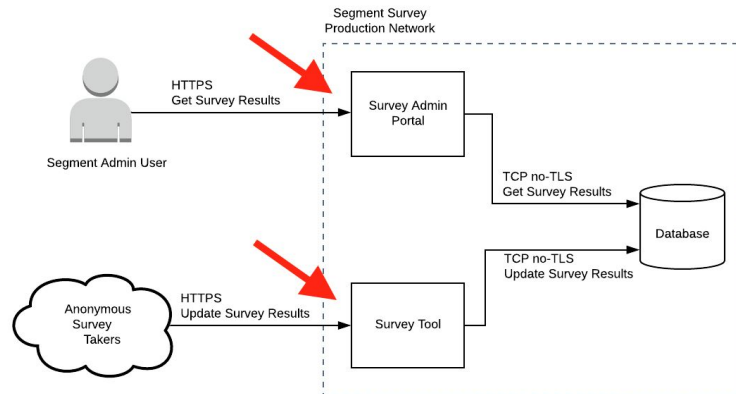 Segment Survey
Production Network
HTTPS
Get Survey Results
Survey Admin
Portal
Segment Admin User
TCP no-TLS
Get Survey Results
Database
TCP no-TLS
Update Survey Results
Anonymous
Survey
Takers
HTTPS
Update Survey Results
Survey Tool